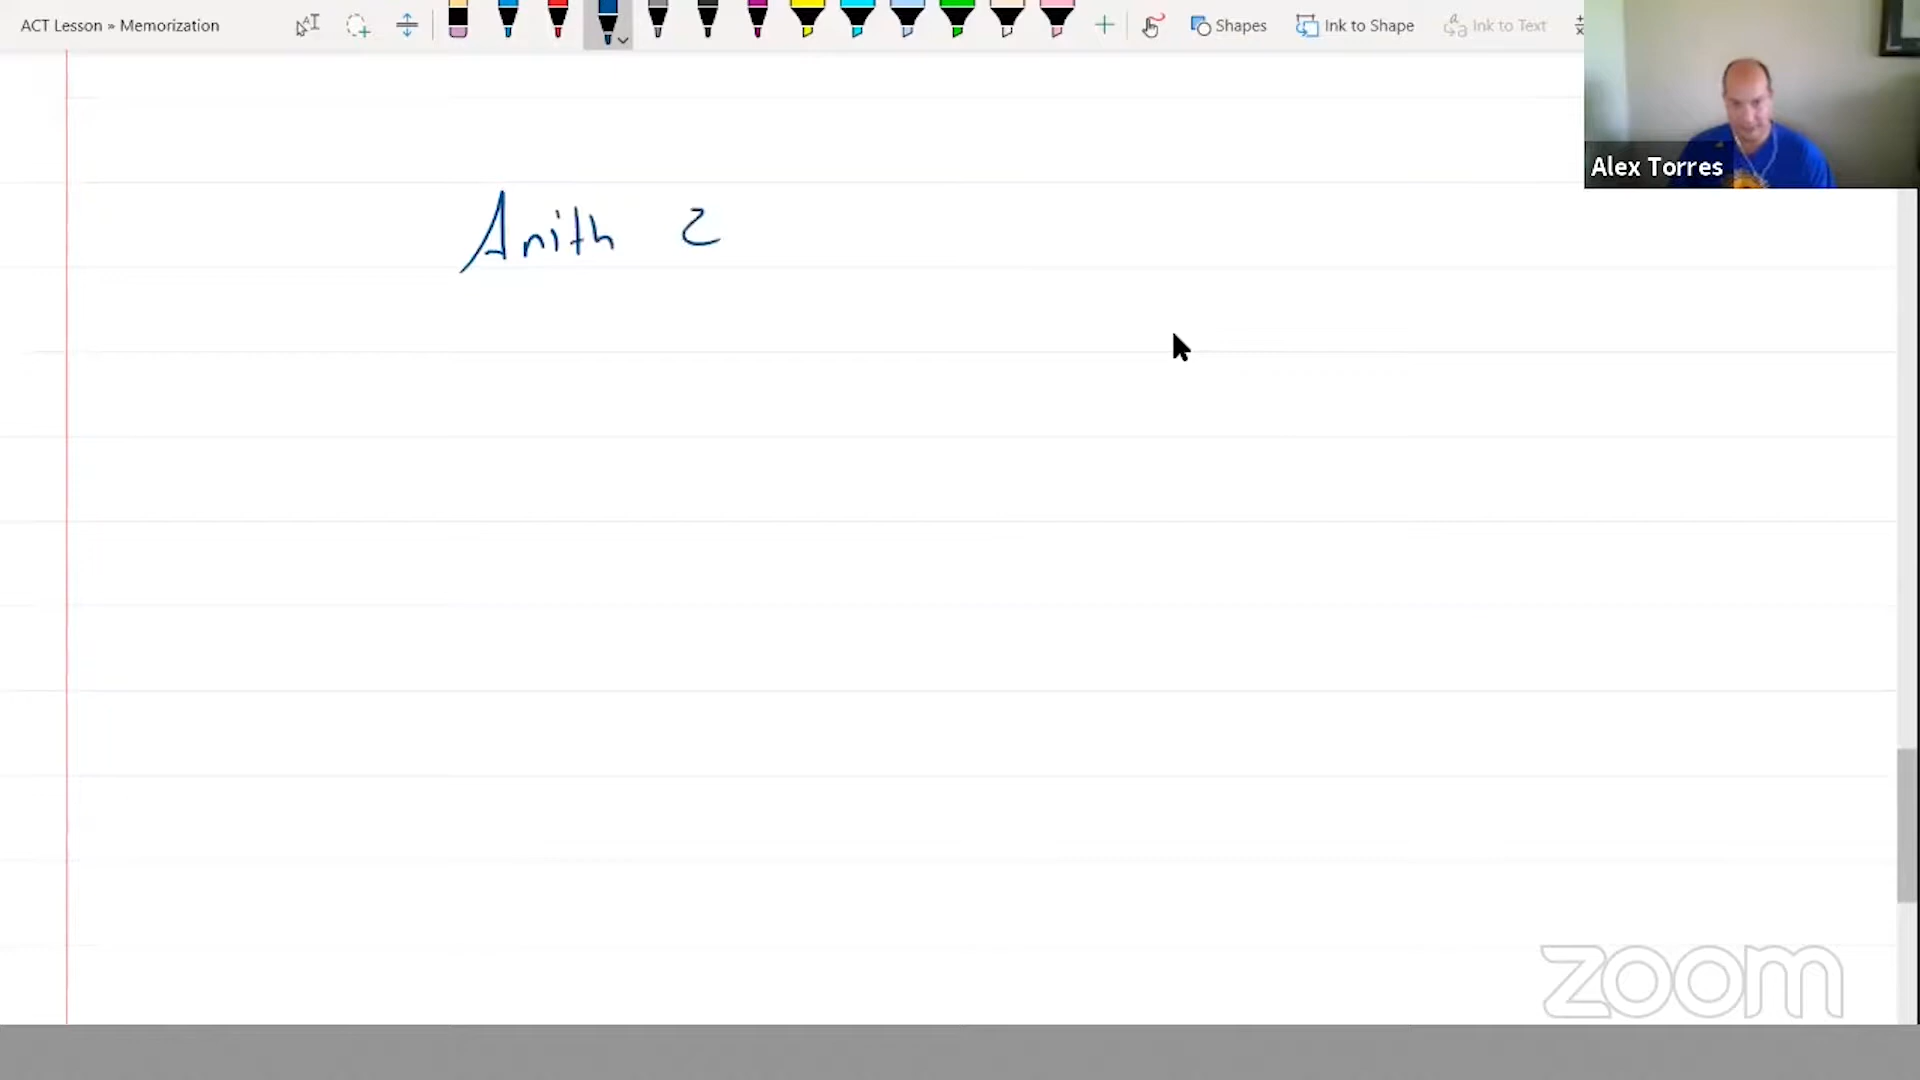 ACT Lesson » Memorization
Shapes
Ink to Shape
Ink to Text
Alex Torres
Arith 2
zoom